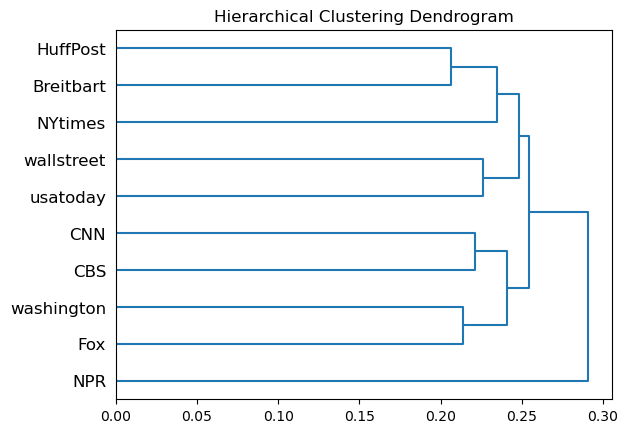 Hierarchical Clustering Dendrogram
HuffPost
Breitbart
NYtimes
wallstreet
usatoday
CNN
CBS
washington
Fox
NPR
0.00 0.05 0.10 0.15 0.20 0.25 0.30